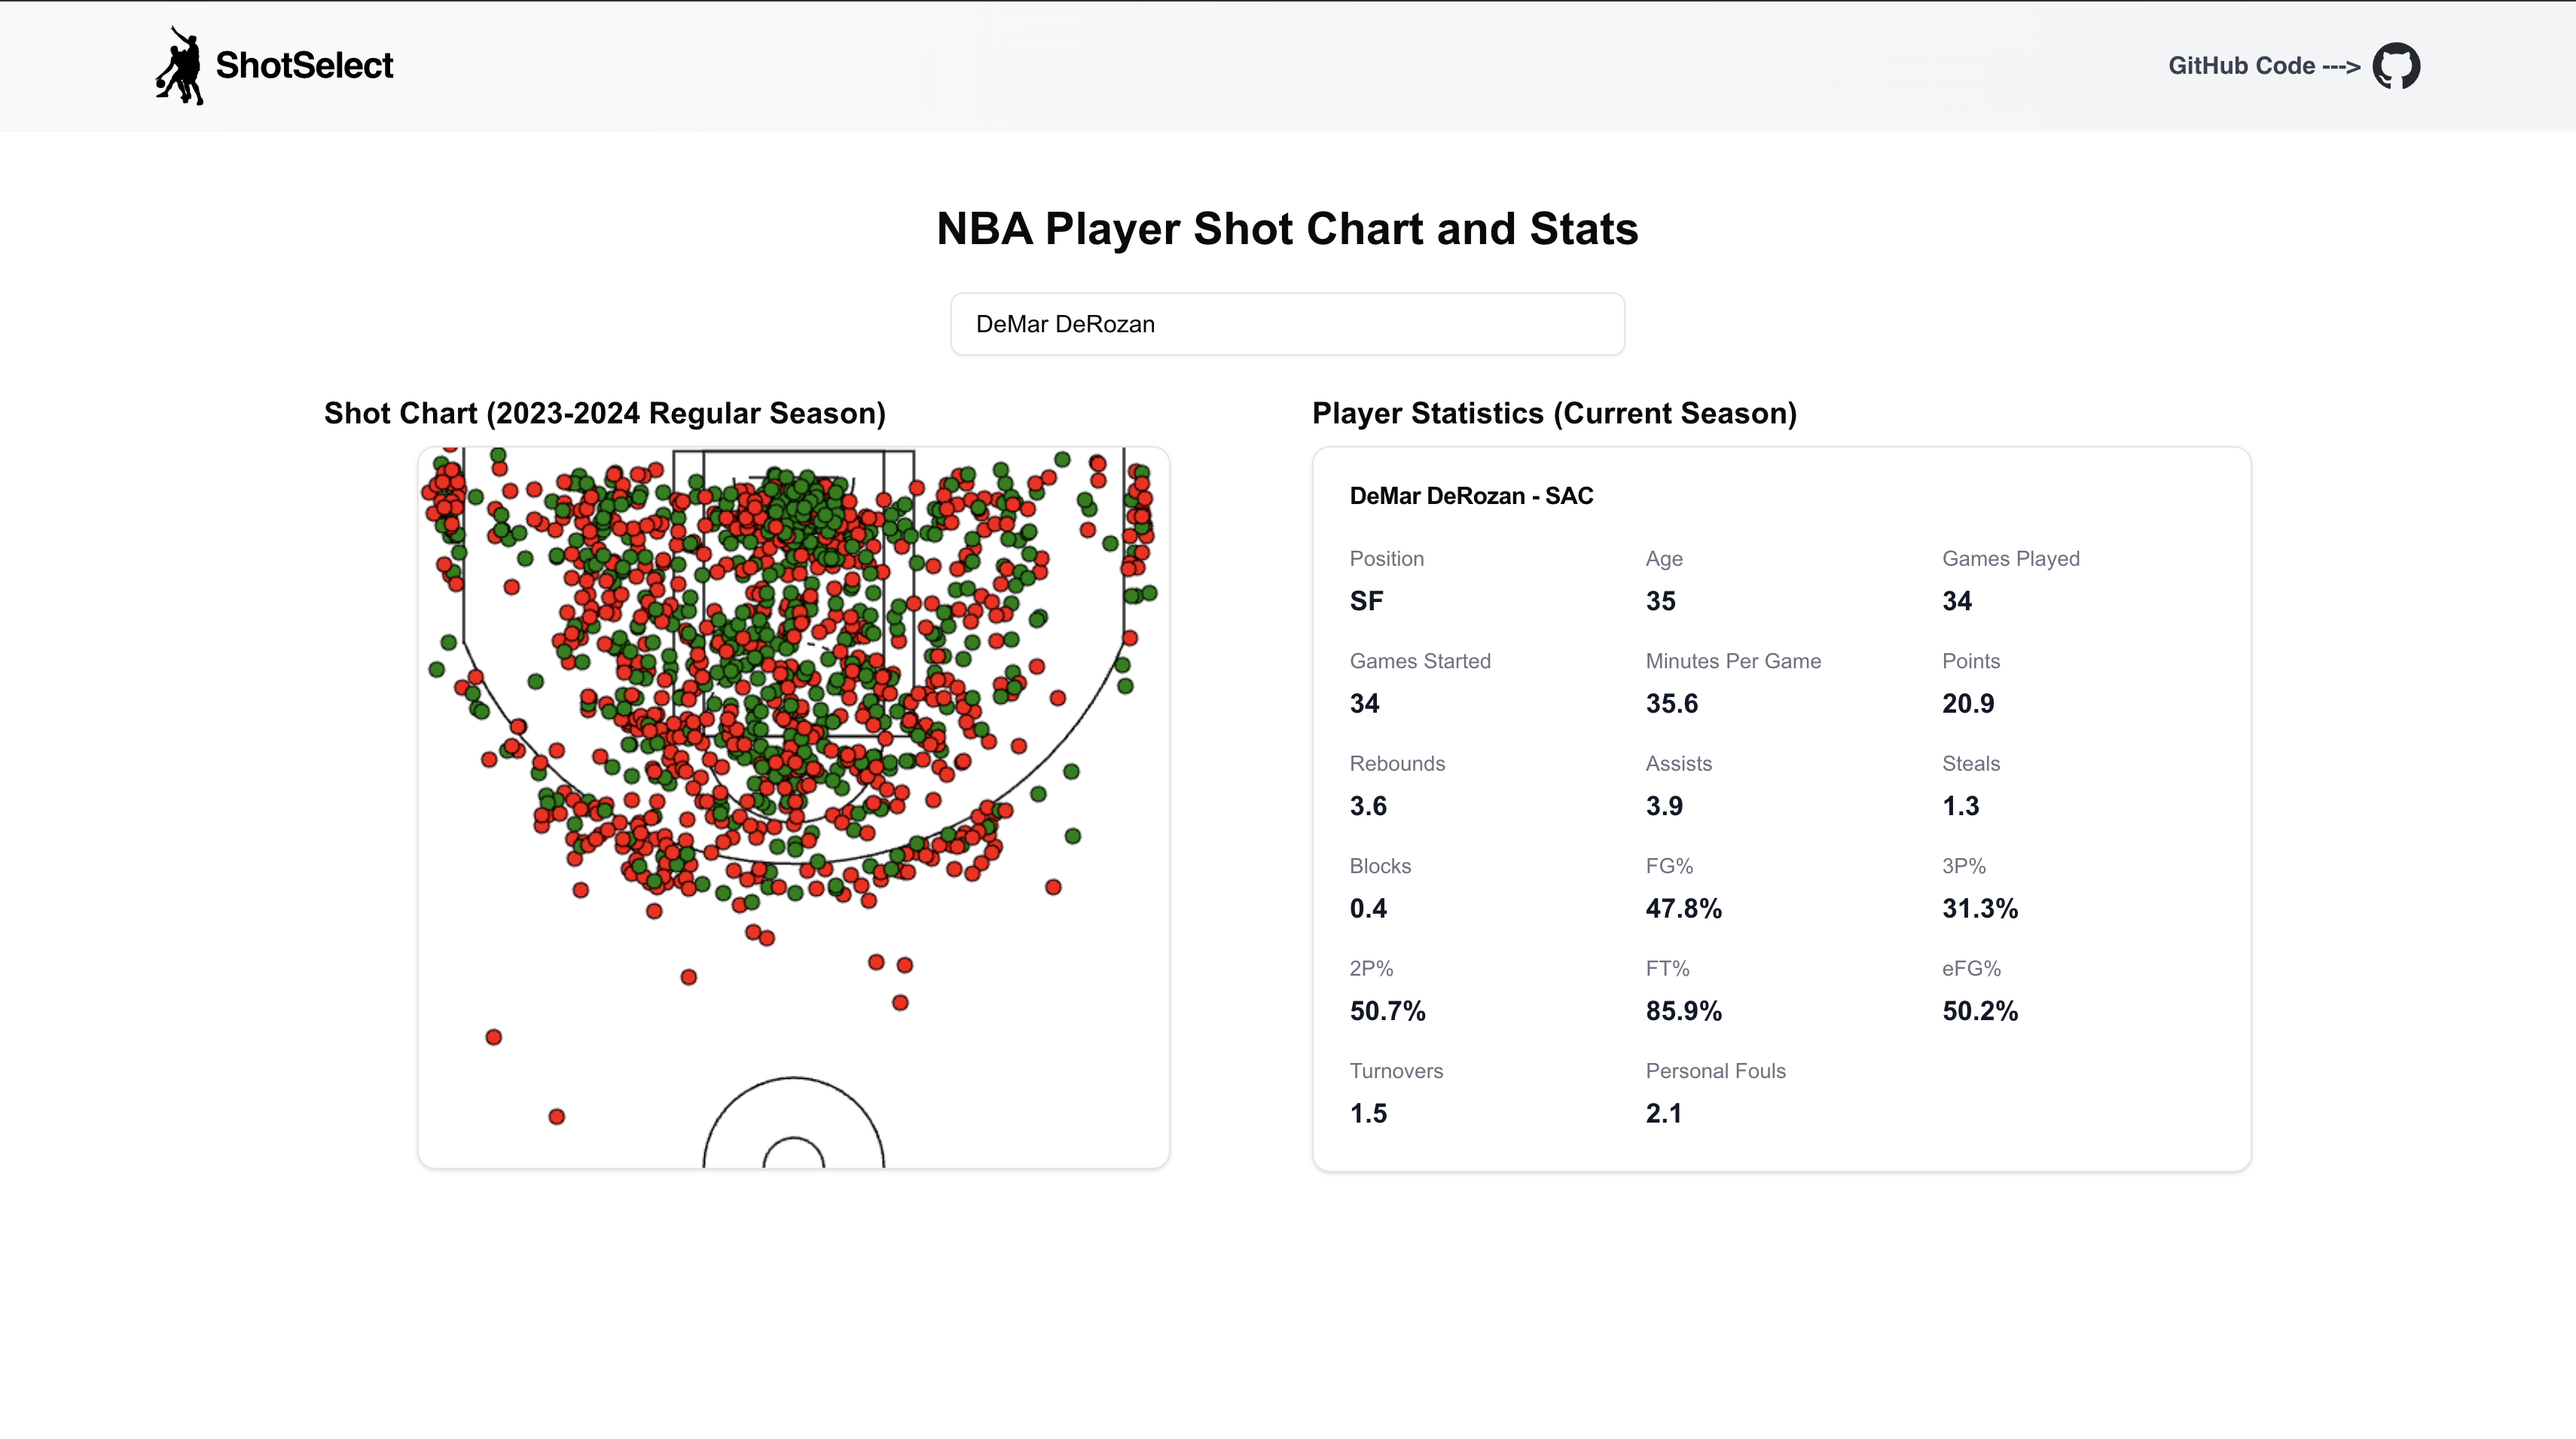 ShotSelect
GitHub Code --->
NBA Player Shot Chart and Stats
DeMar DeRozan
Shot Chart (2023-2024 Regular Season)
Player Statistics (Current Season)
DeMar DeRozan - SAC
Position Age Games Played
SF 35 34
Games Started Minutes Per Game Points
34 35.6 20.9
Rebounds Assists Steals
3.6 3.9 1.3
Blocks FG% 3P%
0.4 47.8% 31.3%
2P% FT% eFG%
50.7% 85.9% 50.2%
Turnovers Personal Fouls
1.5 2.1